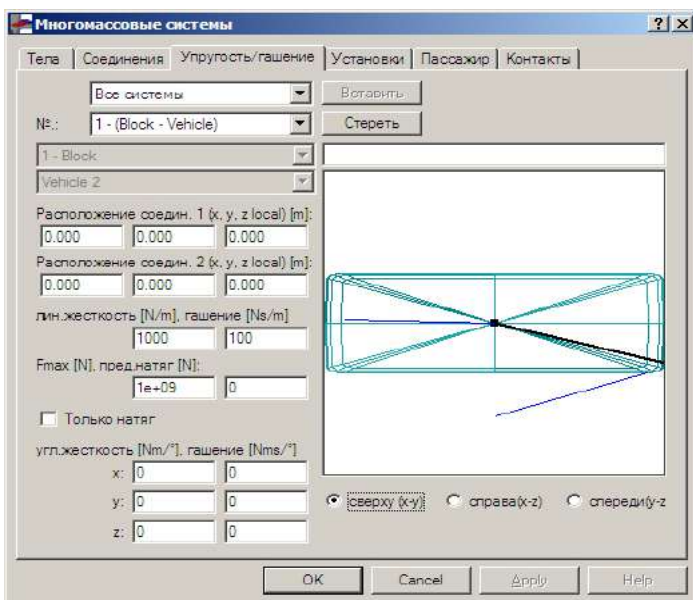 Многомассовые системы
Тела Соединения Упругость/гашение Установки Пассажир Контакты
Все системы Вставить
№.: 1 - (Block - Vehicle) Стереть
1 - Block
Vehicle 2
Расположение соедин. 1 (x, y, z local) [m]:
0.000 0.000 0.000
Расположение соедин. 2 (x, y, z local) [m]:
0.000 0.000 0.000
лин.жесткость [N/m], гашение [Ns/m]
1000 100
Fmax [N], пред.натяг [N]:
1e+09 0
Только натяг
угл.жесткость [Nm/°], гашение [Nms/°]
x: 0 0
y: 0 0
z: 0 0
сверху (x-y) справа(x-z) спереди(y-z
OK Cancel Apply Help